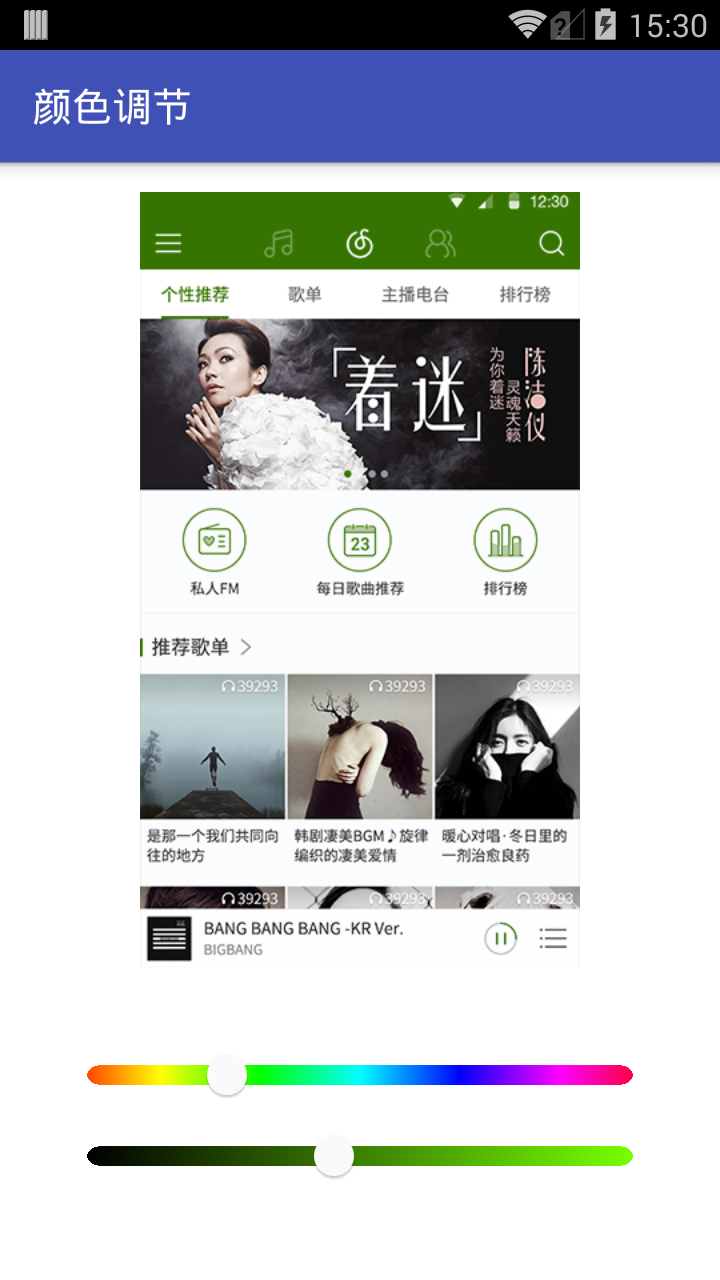 15:30
颜色调节
12:30
个性推荐 歌单 主播电台 排行榜
「着迷」
为你着迷
灵魂天籁
陈洁仪
23
私人FM 每日歌曲推荐 排行榜
推荐歌单 >
39293 39293 39293
是那一个我们共同向 韩剧凄美BGM♪旋律 暖心对唱·冬日里的
往的地方 编织的凄美爱情 一剂治愈良药
39293 39293 39293
BANG BANG BANG -KR Ver.
BIGBANG